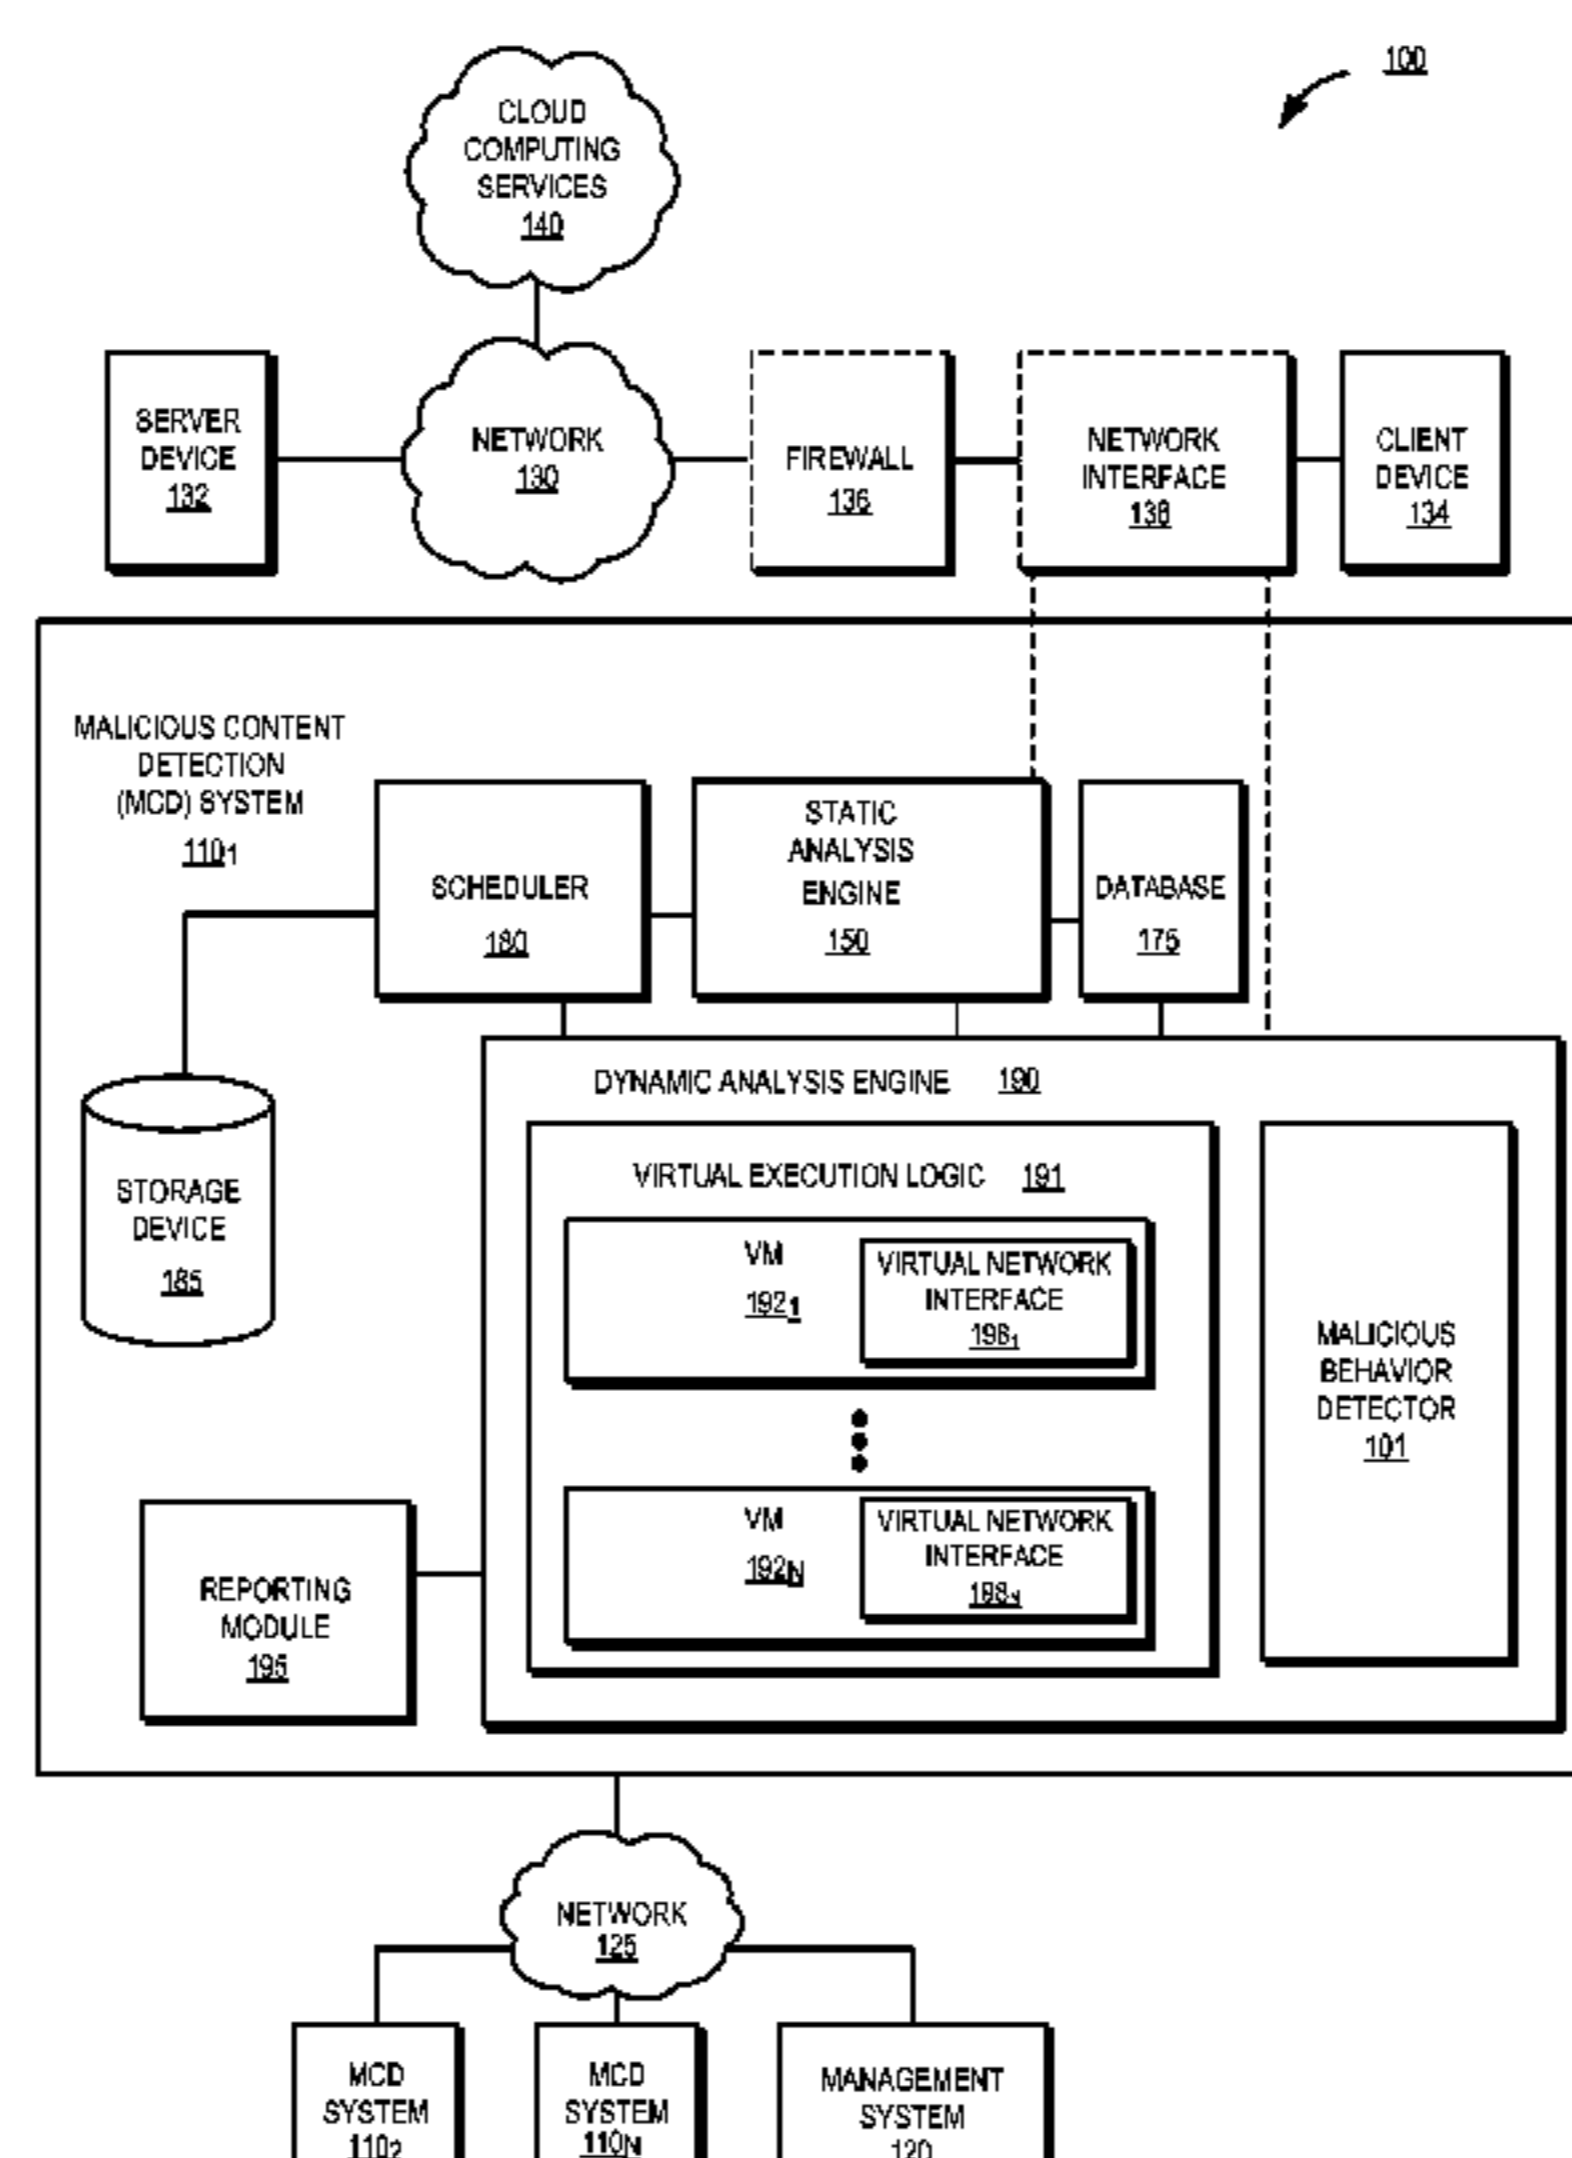 100
CLOUD
COMPUTING
SERVICES
140
SERVER
DEVICE
132
NETWORK
130
FIREWALL
136
NETWORK
INTERFACE
138
CLIENT
DEVICE
134
MALICIOUS CONTENT
DETECTION
(MCD) SYSTEM
110₁
SCHEDULER
180
STATIC
ANALYSIS
ENGINE
150
DATABASE
175
STORAGE
DEVICE
185
DYNAMIC ANALYSIS ENGINE 190
VIRTUAL EXECUTION LOGIC 191
VM
192₁
VIRTUAL NETWORK
INTERFACE
198₁
VM
192N
VIRTUAL NETWORK
INTERFACE
198N
MALICIOUS
BEHAVIOR
DETECTOR
101
REPORTING
MODULE
195
NETWORK
125
MCD
SYSTEM
110₂
MCD
SYSTEM
110N
MANAGEMENT
SYSTEM
120